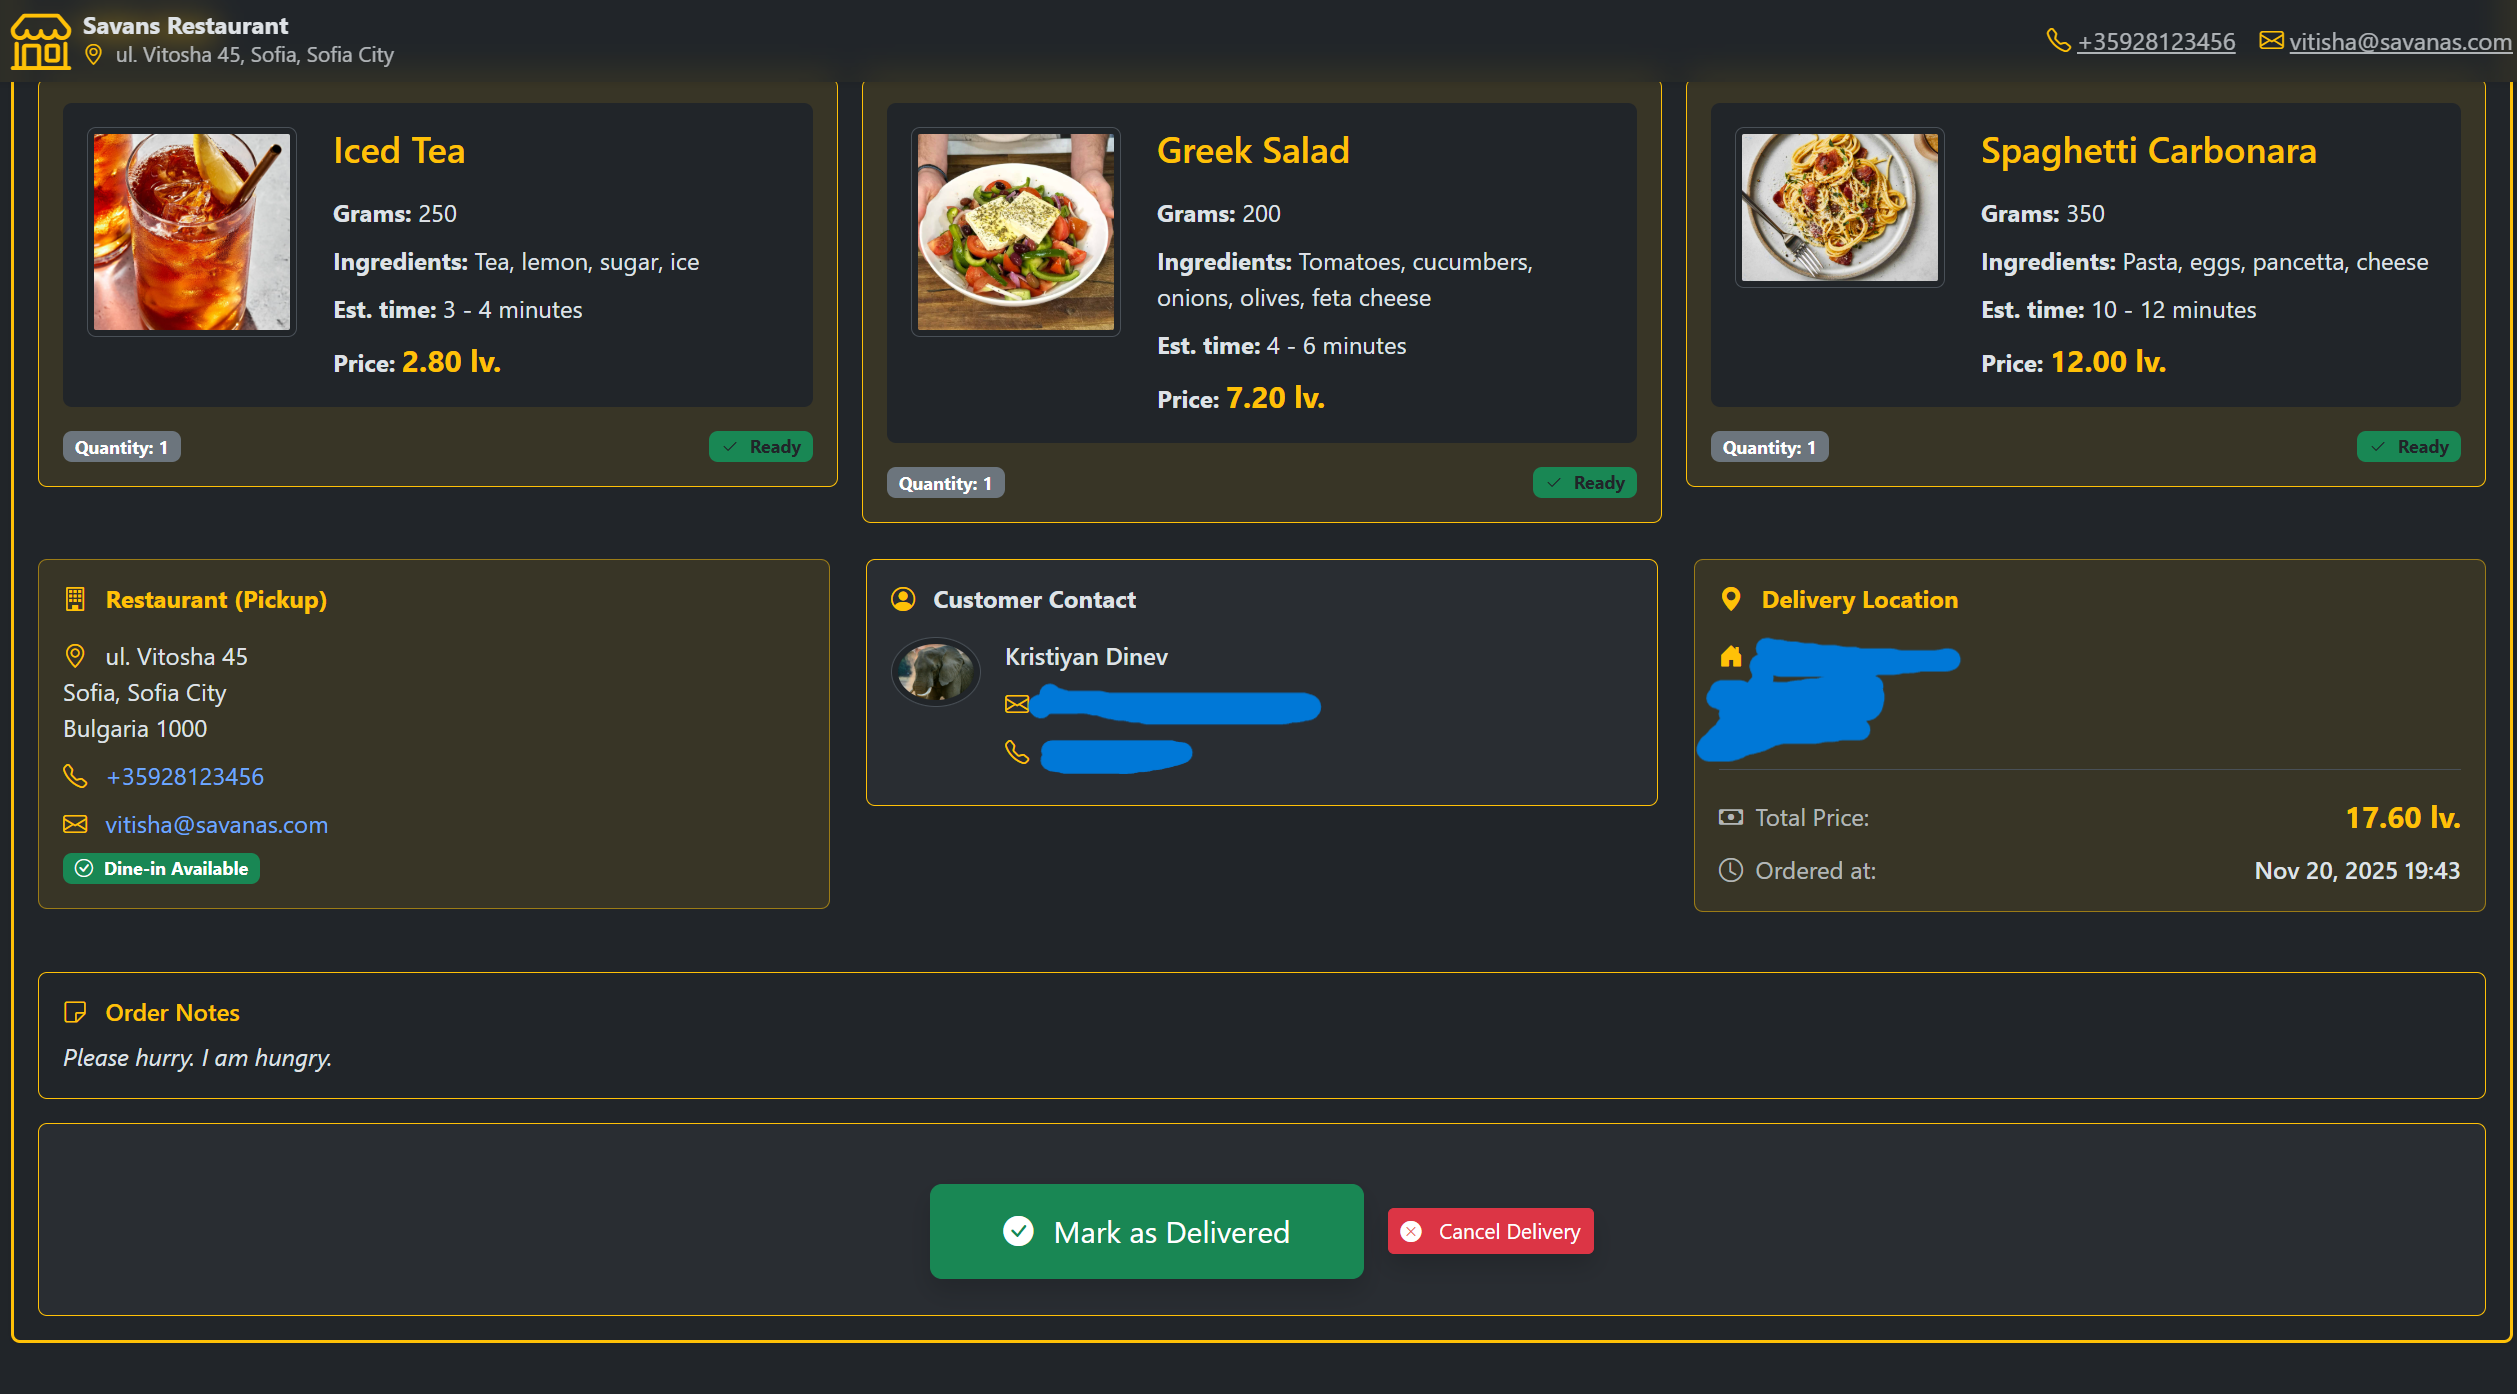 Savans Restaurant
ul. Vitosha 45, Sofia, Sofia City
+35928123456
vitisha@savanas.com
Iced Tea
Grams: 250
Ingredients: Tea, lemon, sugar, ice
Est. time: 3 - 4 minutes
Price: 2.80 lv.
Quantity: 1
Ready
Greek Salad
Grams: 200
Ingredients: Tomatoes, cucumbers,
onions, olives, feta cheese
Est. time: 4 - 6 minutes
Price: 7.20 lv.
Quantity: 1
Ready
Spaghetti Carbonara
Grams: 350
Ingredients: Pasta, eggs, pancetta, cheese
Est. time: 10 - 12 minutes
Price: 12.00 lv.
Quantity: 1
Ready
Restaurant (Pickup)
ul. Vitosha 45
Sofia, Sofia City
Bulgaria 1000
+35928123456
vitisha@savanas.com
Dine-in Available
Customer Contact
Kristiyan Dinev
Delivery Location
Total Price: 17.60 lv.
Ordered at: Nov 20, 2025 19:43
Order Notes
Please hurry. I am hungry.
Mark as Delivered
Cancel Delivery